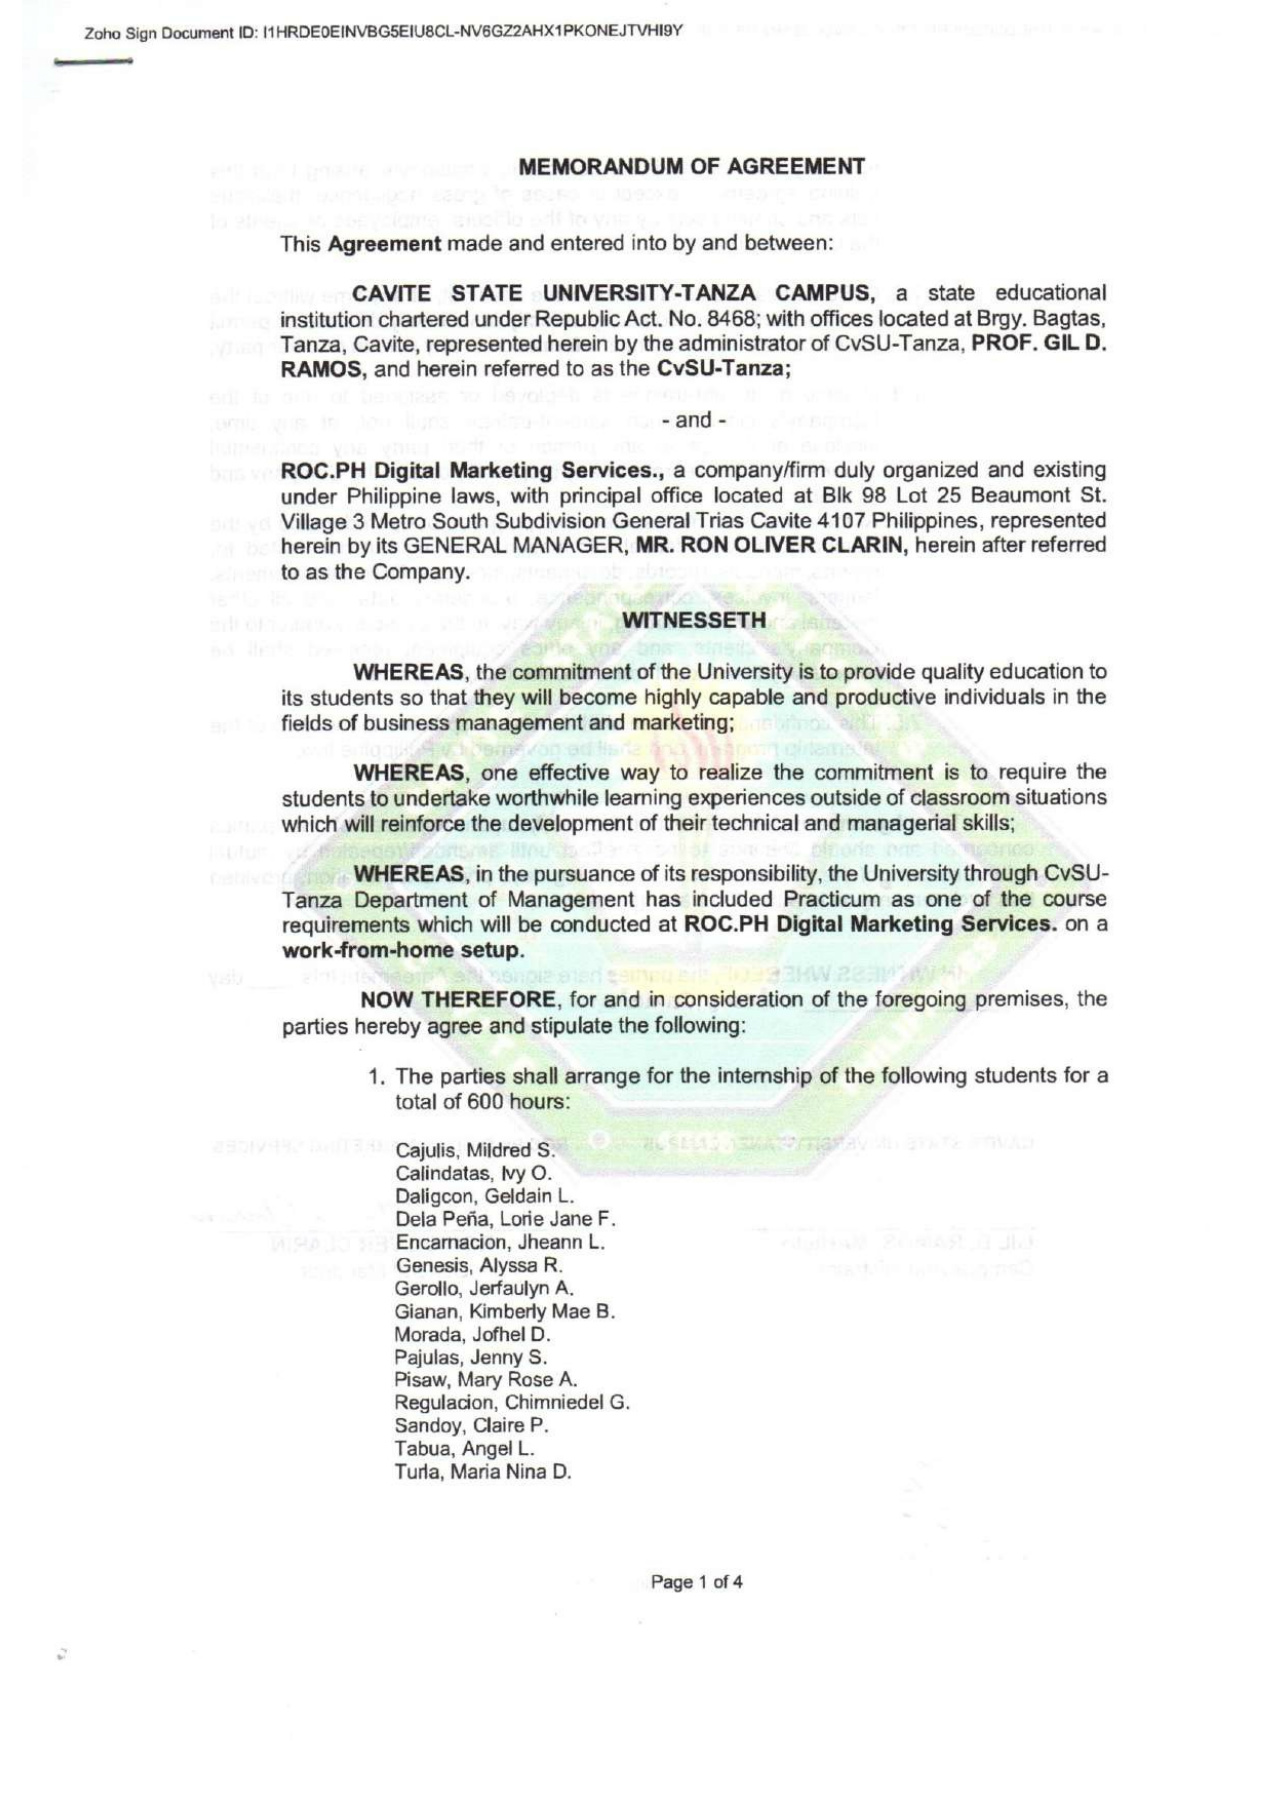 Zoho Sign Document ID: I1HRDE0EINVBG5EIU8CL-NV6GZ2AHX1PKONEJTVHI9Y
MEMORANDUM OF AGREEMENT
This Agreement made and entered into by and between:
CAVITE STATE UNIVERSITY-TANZA CAMPUS, a state educational
institution chartered under Republic Act. No. 8468; with offices located at Brgy. Bagtas,
Tanza, Cavite, represented herein by the administrator of CvSU-Tanza, PROF. GIL D.
RAMOS, and herein referred to as the CvSU-Tanza;
- and -
ROC.PH Digital Marketing Services., a company/firm duly organized and existing
under Philippine laws, with principal office located at Blk 98 Lot 25 Beaumont St.
Village 3 Metro South Subdivision General Trias Cavite 4107 Philippines, represented
herein by its GENERAL MANAGER, MR. RON OLIVER CLARIN, herein after referred
to as the Company.
WITNESSETH
WHEREAS, the commitment of the University is to provide quality education to
its students so that they will become highly capable and productive individuals in the
fields of business management and marketing;
WHEREAS, one effective way to realize the commitment is to require the
students to undertake worthwhile learning experiences outside of classroom situations
which will reinforce the development of their technical and managerial skills;
WHEREAS, in the pursuance of its responsibility, the University through CvSU-
Tanza Department of Management has included Practicum as one of the course
requirements which will be conducted at ROC.PH Digital Marketing Services. on a
work-from-home setup.
NOW THEREFORE, for and in consideration of the foregoing premises, the
parties hereby agree and stipulate the following:
1. The parties shall arrange for the internship of the following students for a
total of 600 hours:
Cajulis, Mildred S.
Calindatas, Ivy O.
Daligcon, Geldain L.
Dela Peña, Lorie Jane F.
Encarnacion, Jheann L.
Genesis, Alyssa R.
Gerollo, Jerfaulyn A.
Gianan, Kimberly Mae B.
Morada, Jofhel D.
Pajulas, Jenny S.
Pisaw, Mary Rose A.
Regulacion, Chimniedel G.
Sandoy, Claire P.
Tabua, Angel L.
Turla, Maria Nina D.
Page 1 of 4